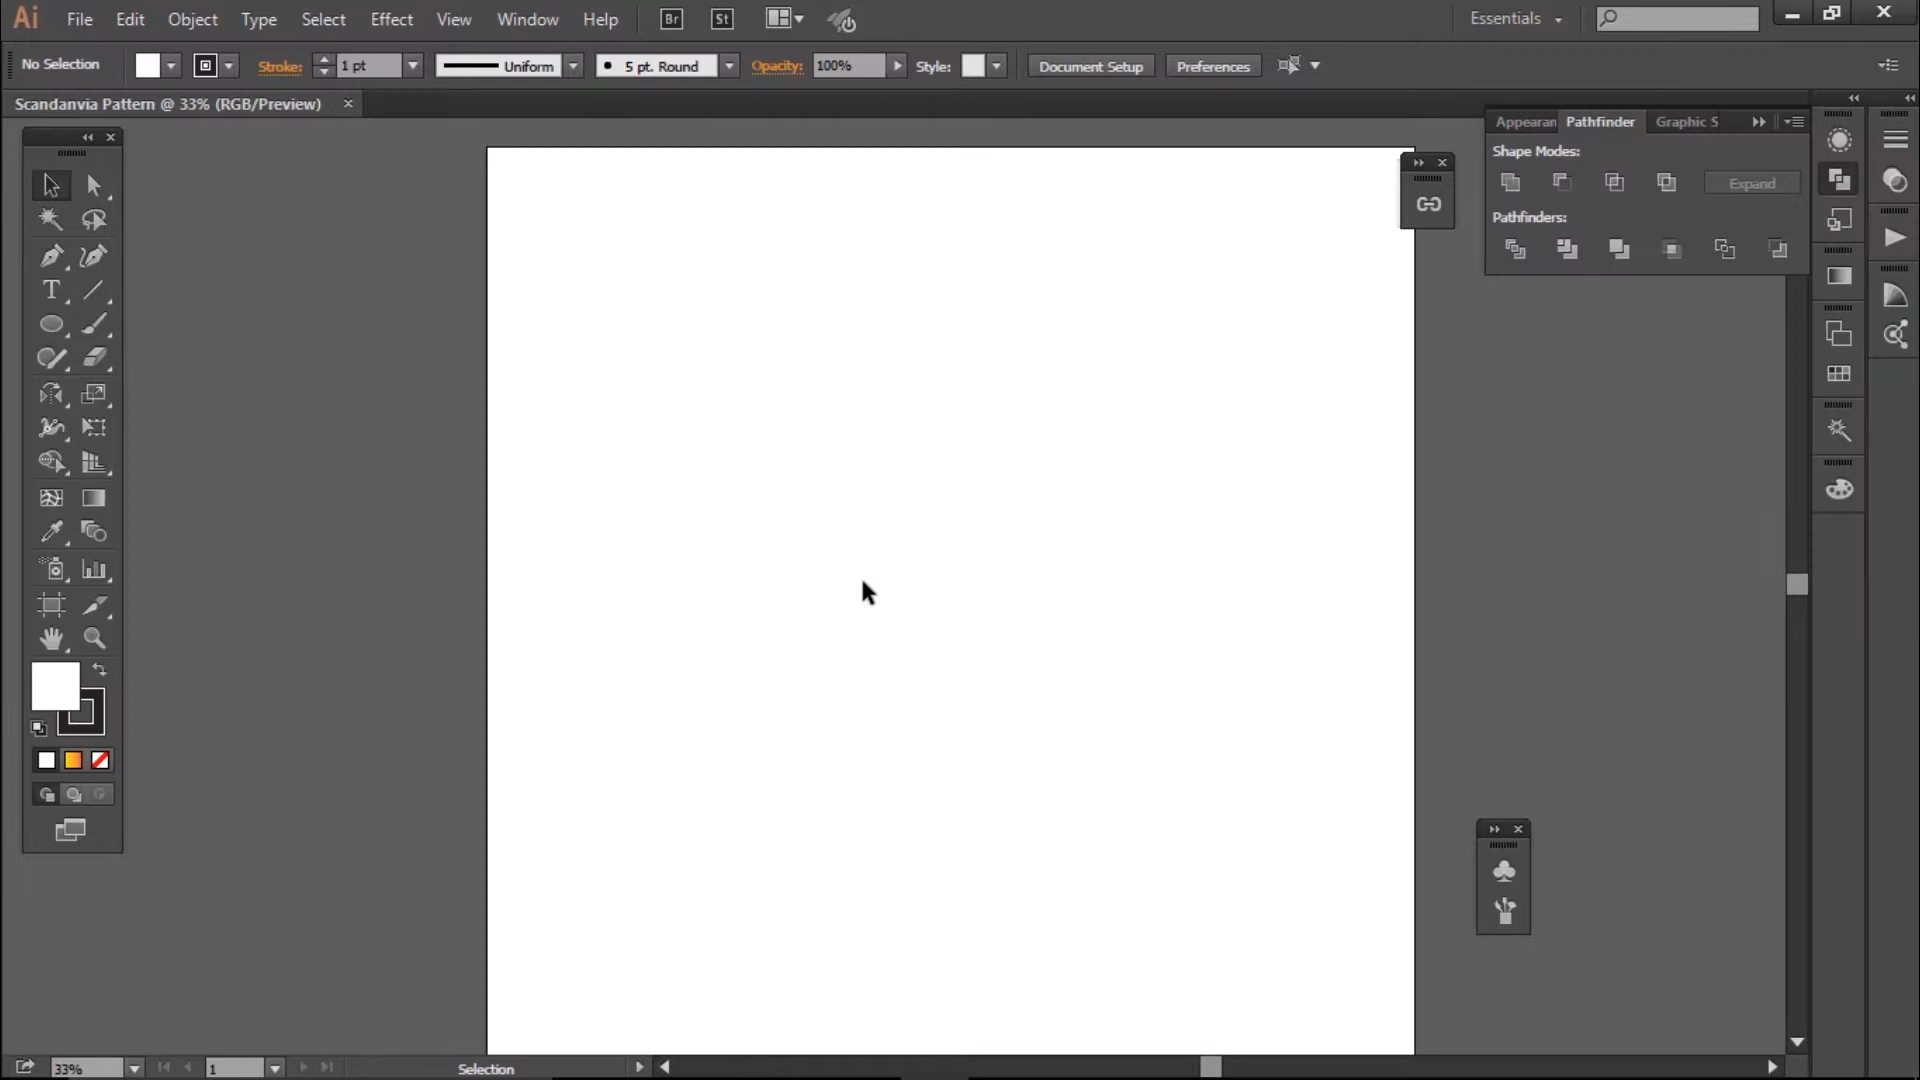 Ai File Edit Object Type Select Effect View Window Help Br St Essentials
No Selection Stroke: 1 pt Uniform 5 pt. Round Opacity: 100% Style: Document Setup Preferences
Scandanvia Pattern @ 33% (RGB/Preview)
Appearan Pathfinder Graphic S
Shape Modes:
Expand
Pathfinders:
T
33% 1 Selection